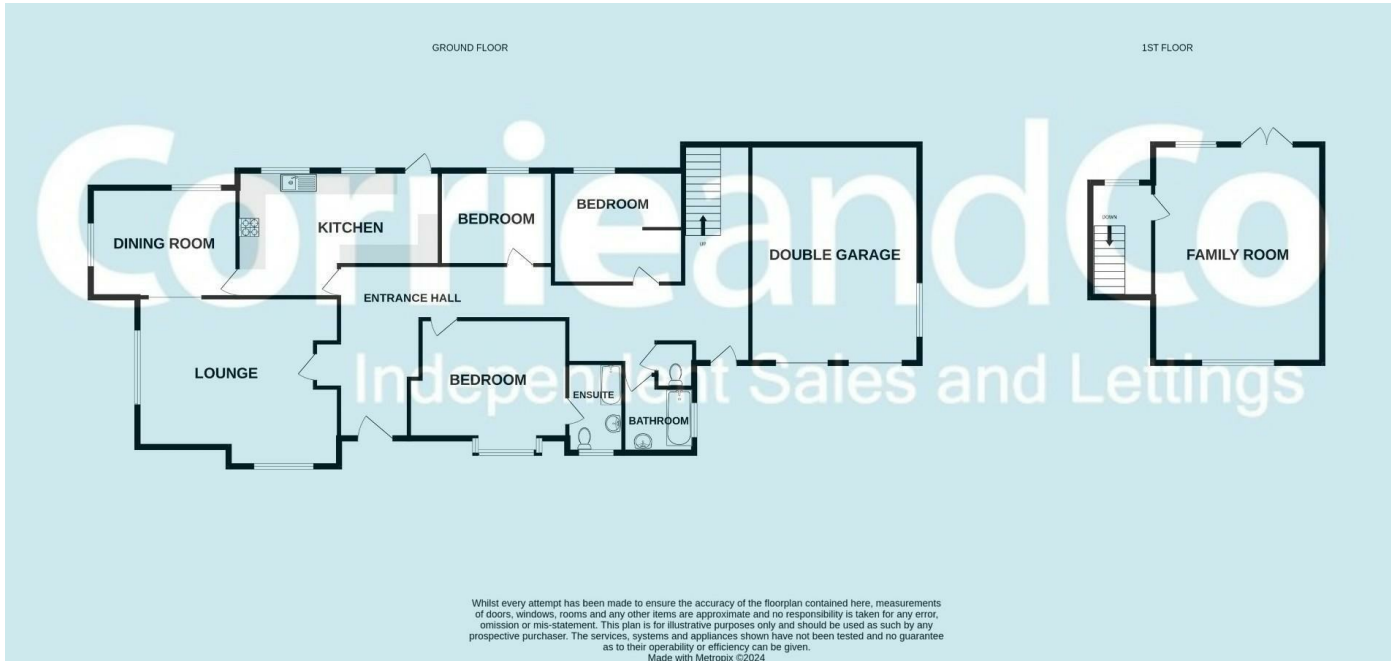 GROUND FLOOR
1ST FLOOR
CorrieandCo
Independent Sales and Lettings
DINING ROOM
KITCHEN
BEDROOM
BEDROOM
UP
DOUBLE GARAGE
DOWN
FAMILY ROOM
ENTRANCE HALL
LOUNGE
BEDROOM
ENSUITE
BATHROOM
Whilst every attempt has been made to ensure the accuracy of the floorplan contained here, measurements
of doors, windows, rooms and any other items are approximate and no responsibility is taken for any error,
omission or mis-statement. This plan is for illustrative purposes only and should be used as such by any
prospective purchaser. The services, systems and appliances shown have not been tested and no guarantee
as to their operability or efficiency can be given.
Made with Metropix ©2024